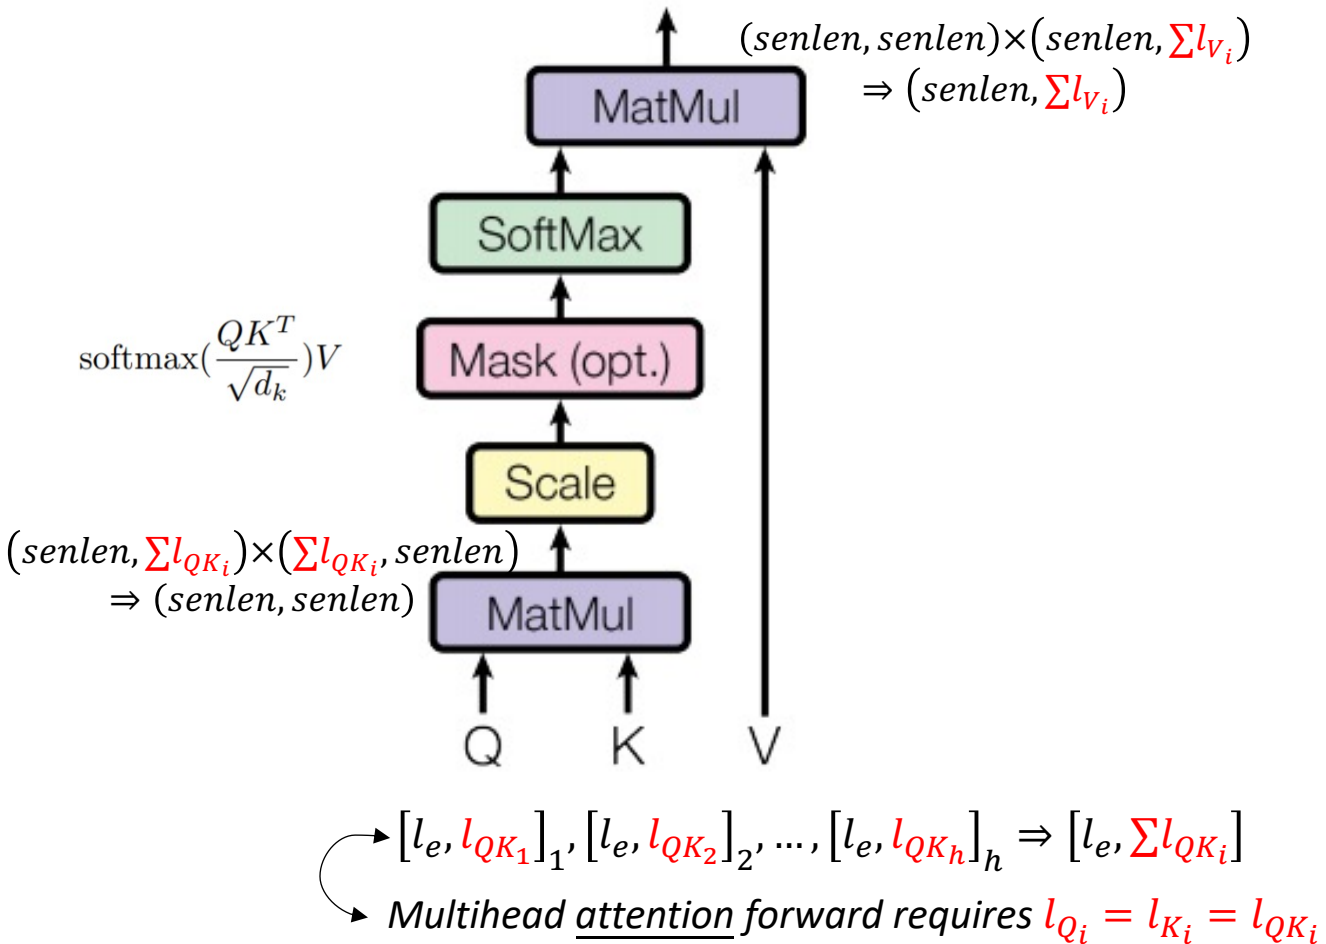 (senlen, senlen)×(senlen, ∑l_{V_i})
⇒ (senlen, ∑l_{V_i})
MatMul
SoftMax
softmax(\frac{QK^T}{\sqrt{d_k}})V
Mask (opt.)
Scale
(senlen, ∑l_{QK_i})×(∑l_{QK_i}, senlen)
⇒ (senlen, senlen)
MatMul
Q K V
[l_e, l_{QK_1}]_1, [l_e, l_{QK_2}]_2, ..., [l_e, l_{QK_h}]_h ⇒ [l_e, ∑l_{QK_i}]
Multihead attention forward requires l_{Q_i} = l_{K_i} = l_{QK_i}